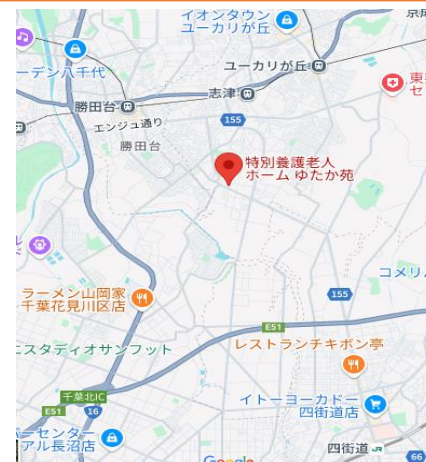 イオンタウン
ユーカリが丘
京成
ーデン八千代
ユーカリが丘
志津
勝田台
エンジュ通り
155
勝田台
特別養護老人
ホーム ゆたか苑
コメリ
ラーメン山岡家
千葉花見川区店
155
E51
ニスタディオサンフット
レストランチキボン亭
千葉北IC
E51
16
イトーヨーカドー
四街道店
パーセンター
アル長沼店
四街道
JR
66
Google